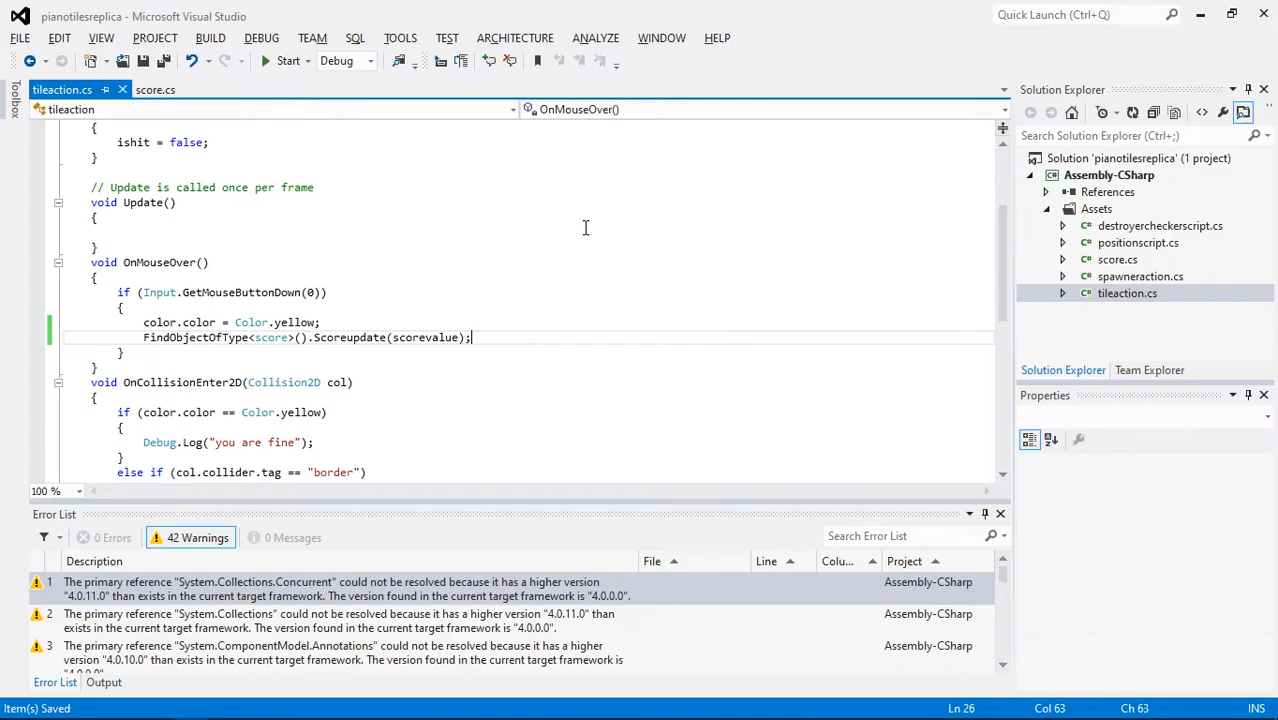 pianotilesreplica - Microsoft Visual Studio
Quick Launch (Ctrl+Q)
FILE EDIT VIEW PROJECT BUILD DEBUG TEAM SQL TOOLS TEST ARCHITECTURE ANALYZE WINDOW HELP
Start Debug
Toolbox
tileaction.cs score.cs
tileaction OnMouseOver()
{
ishit = false;
}
// Update is called once per frame
void Update()
{
}
void OnMouseOver()
{
if (Input.GetMouseButtonDown(0))
{
color.color = Color.yellow;
FindObjectOfType<score>().Scoreupdate(scorevalue);
}
}
void OnCollisionEnter2D(Collision2D col)
{
if (color.color == Color.yellow)
{
Debug.Log("you are fine");
}
else if (col.collider.tag == "border")
100 %
Solution Explorer
Search Solution Explorer (Ctrl+;)
Solution 'pianotilesreplica' (1 project)
Assembly-CSharp
References
Assets
destroyercheckerscript.cs
positionscript.cs
score.cs
spawneraction.cs
tileaction.cs
Solution Explorer Team Explorer
Properties
Error List
0 Errors 42 Warnings 0 Messages
Search Error List
Description File Line Colu... Project
1 The primary reference "System.Collections.Concurrent" could not be resolved because it has a higher version Assembly-CSharp
"4.0.11.0" than exists in the current target framework. The version found in the current target framework is "4.0.0.0".
2 The primary reference "System.Collections" could not be resolved because it has a higher version "4.0.11.0" than Assembly-CSharp
exists in the current target framework. The version found in the current target framework is "4.0.0.0".
3 The primary reference "System.ComponentModel.Annotations" could not be resolved because it has a higher Assembly-CSharp
version "4.0.10.0" than exists in the current target framework. The version found in the current target framework is
"4.0.0.0".
Error List Output
Item(s) Saved Ln 26 Col 63 Ch 63 INS